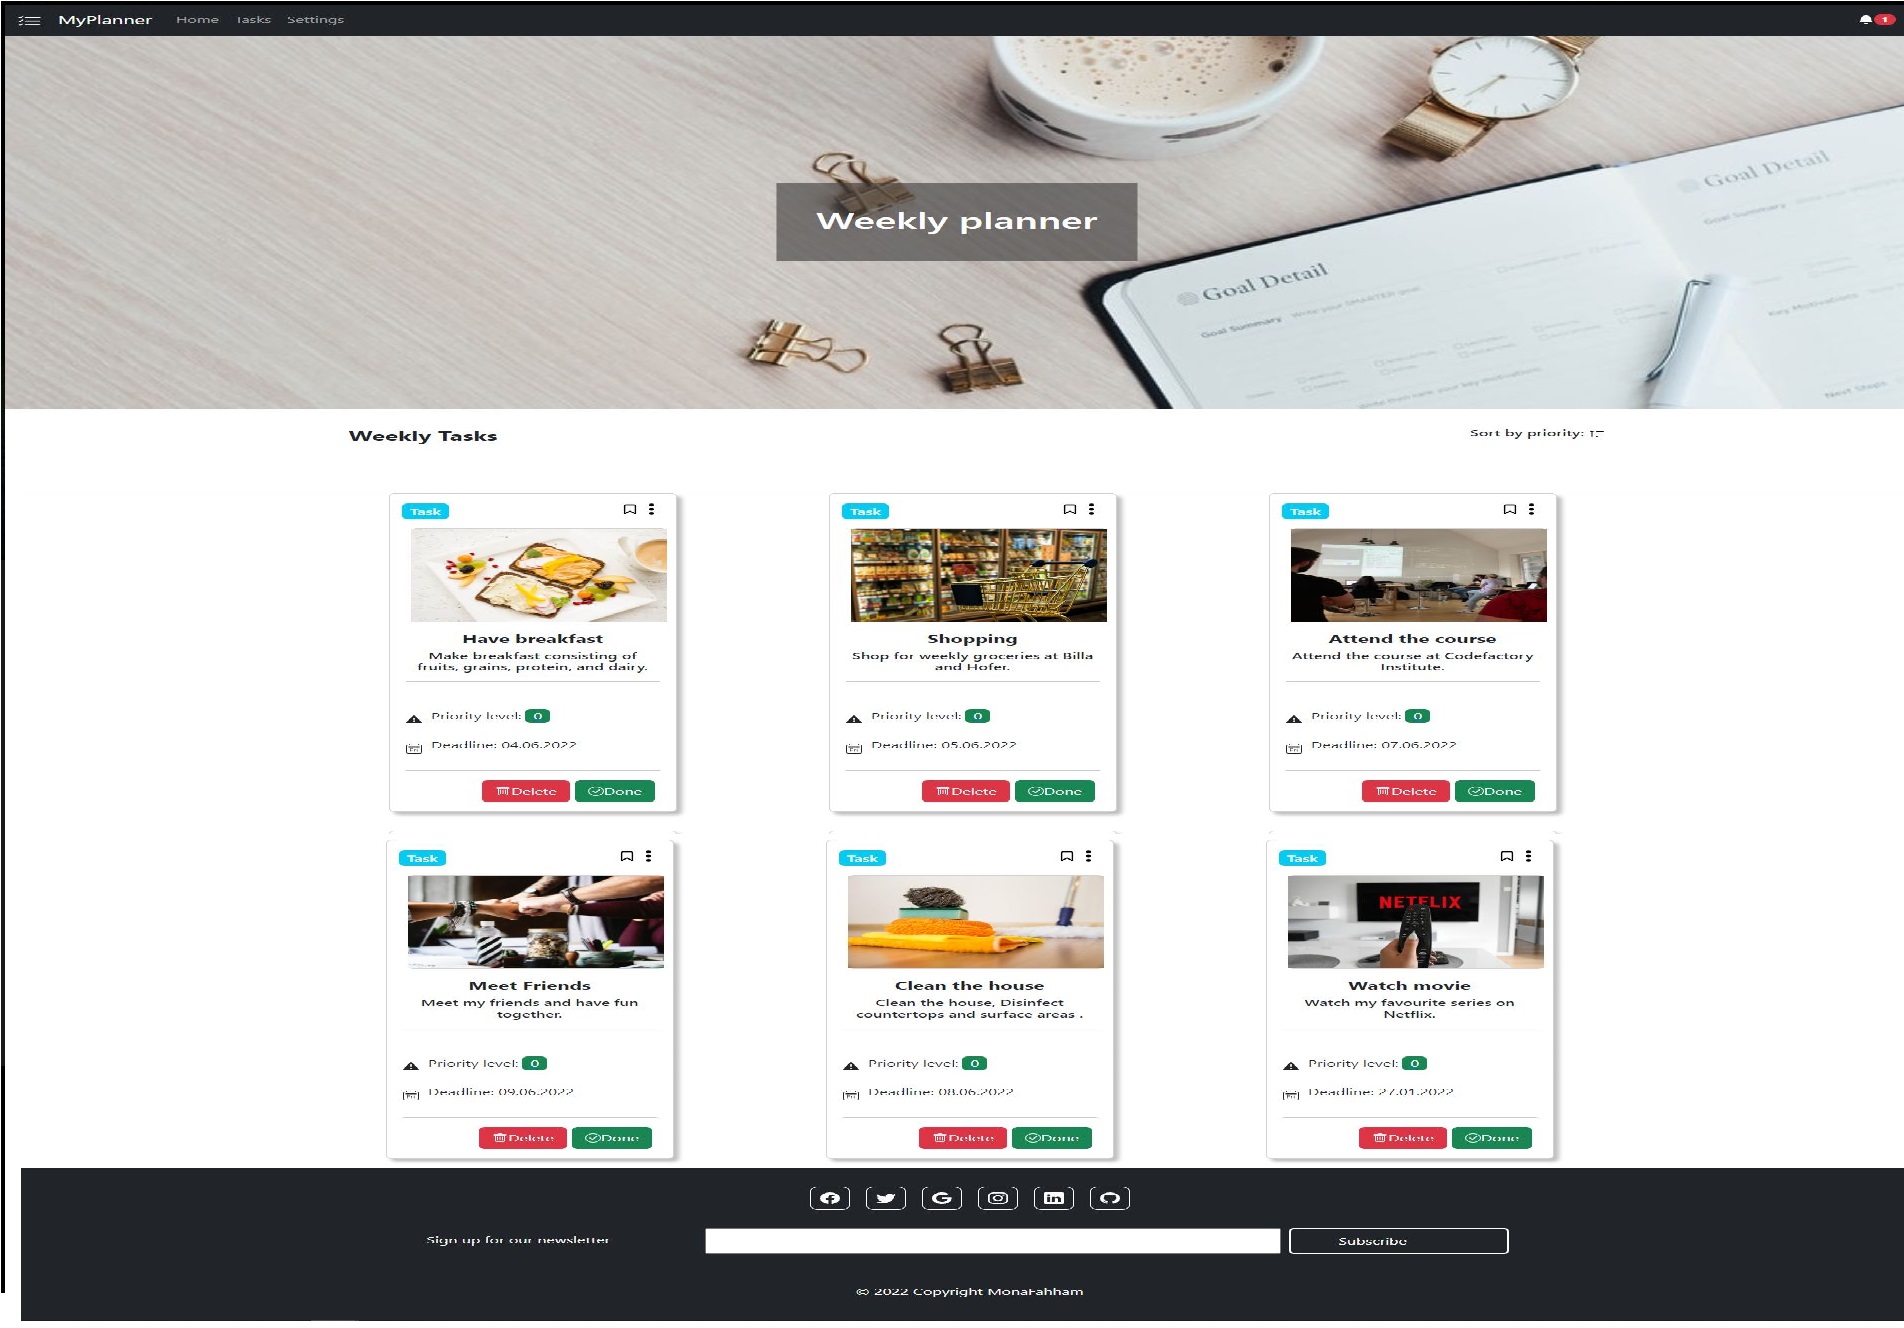 MyPlanner Home Tasks Settings 1
Goal Detail
Goal Summary
Weekly planner
Goal Detail
Goal Summary
Next Steps
Weekly Tasks
Sort by priority:
Task
Have breakfast
Make breakfast consisting of
fruits, grains, protein, and dairy.
Priority level: 0
Deadline: 04.06.2022
Delete Done
Task
Shopping
Shop for weekly groceries at Billa
and Hofer.
Priority level: 0
Deadline: 05.06.2022
Delete Done
Task
Attend the course
Attend the course at Codefactory
Institute.
Priority level: 0
Deadline: 07.06.2022
Delete Done
Task
Meet Friends
Meet my friends and have fun
together.
Priority level: 0
Deadline: 09.06.2022
Delete Done
Task
Clean the house
Clean the house, Disinfect
countertops and surface areas .
Priority level: 0
Deadline: 08.06.2022
Delete Done
Task
NETFLIX
Watch movie
Watch my favourite series on
Netflix.
Priority level: 0
Deadline: 27.01.2022
Delete Done
Sign up for our newsletter
Subscribe
© 2022 Copyright MonaFahham